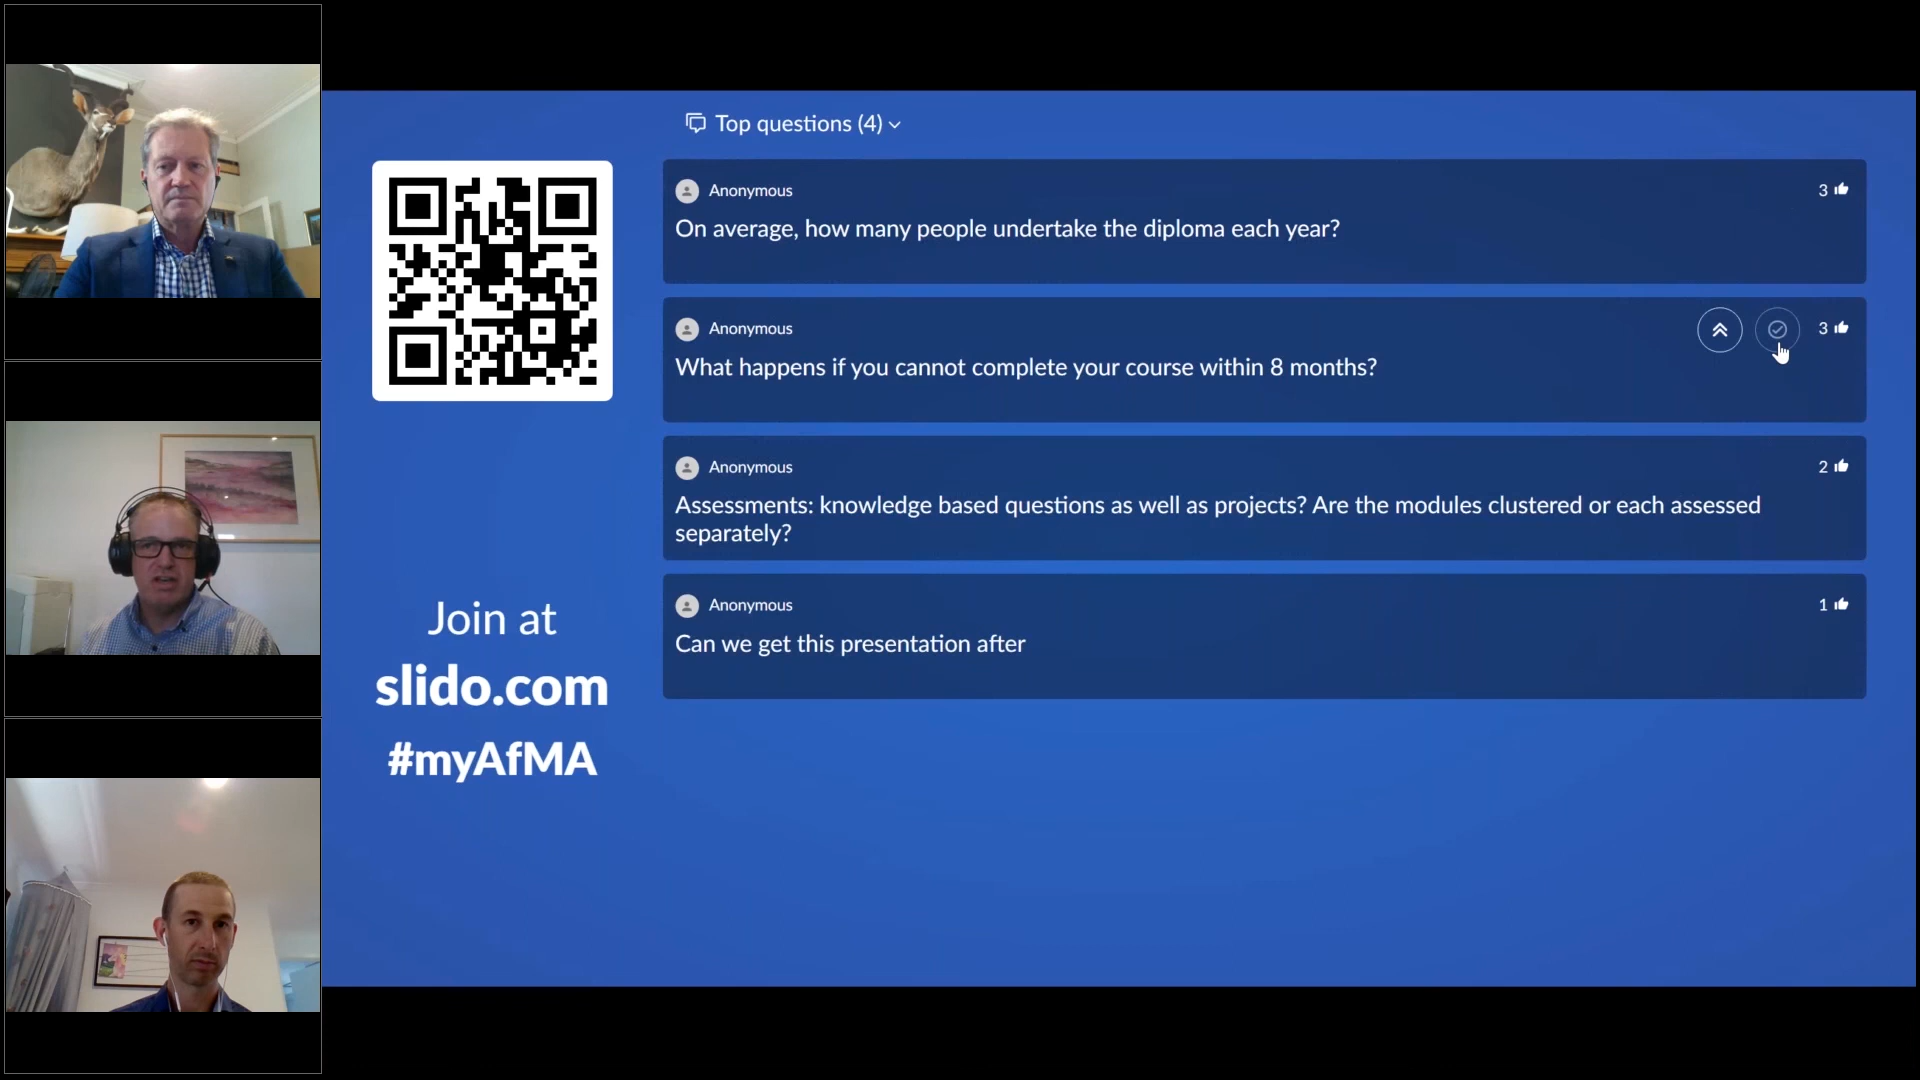 Top questions (4)
Anonymous
3
On average, how many people undertake the diploma each year?
Anonymous
3
What happens if you cannot complete your course within 8 months?
Anonymous
2
Assessments: knowledge based questions as well as projects? Are the modules clustered or each assessed
separately?
Anonymous
1
Can we get this presentation after
Join at
slido.com
#myAfMA